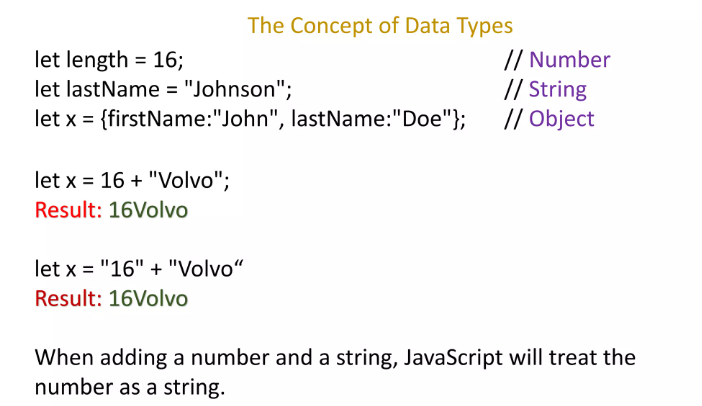 The Concept of Data Types
let length = 16; // Number
let lastName = "Johnson"; // String
let x = {firstName:"John", lastName:"Doe"}; // Object
let x = 16 + "Volvo";
Result: 16Volvo
let x = "16" + "Volvo“
Result: 16Volvo
When adding a number and a string, JavaScript will treat the
number as a string.